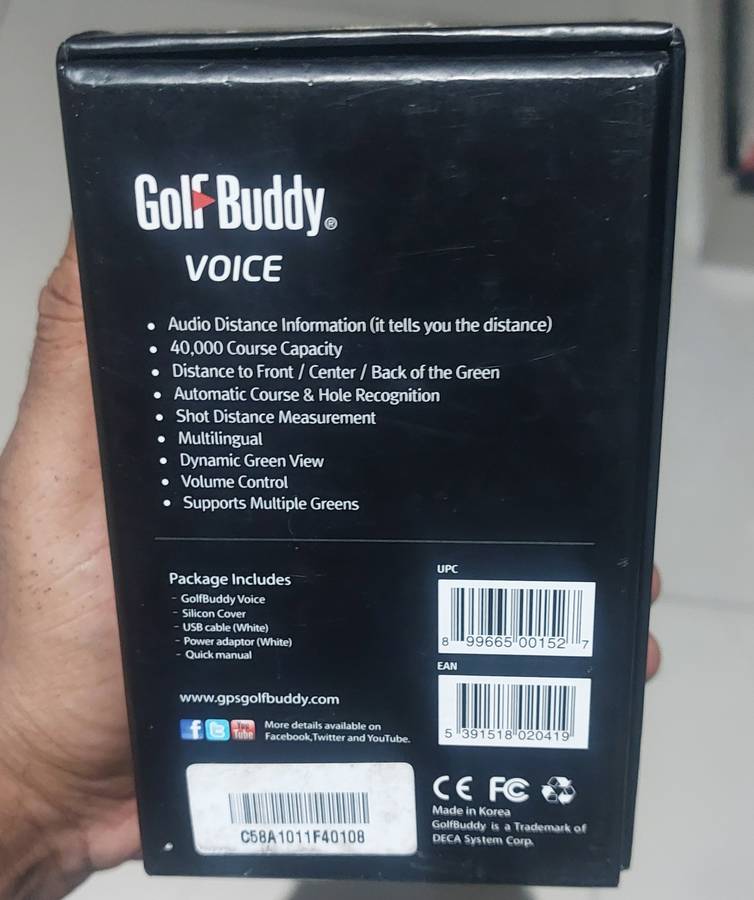 GolfBuddy®
VOICE
• Audio Distance Information (it tells you the distance)
• 40,000 Course Capacity
• Distance to Front / Center / Back of the Green
• Automatic Course & Hole Recognition
• Shot Distance Measurement
• Multilingual
• Dynamic Green View
• Volume Control
• Supports Multiple Greens
Package Includes
- GolfBuddy Voice
- Silicon Cover
- USB cable (White)
- Power adaptor (White)
- Quick manual
UPC
8 99665 00152 7
EAN
5 391518 020419
www.gpsgolfbuddy.com
f t You Tube
More details available on
Facebook,Twitter and YouTube.
C58A1011F40108
CE FC
Made in Korea
GolfBuddy is a Trademark of
DECA System Corp.